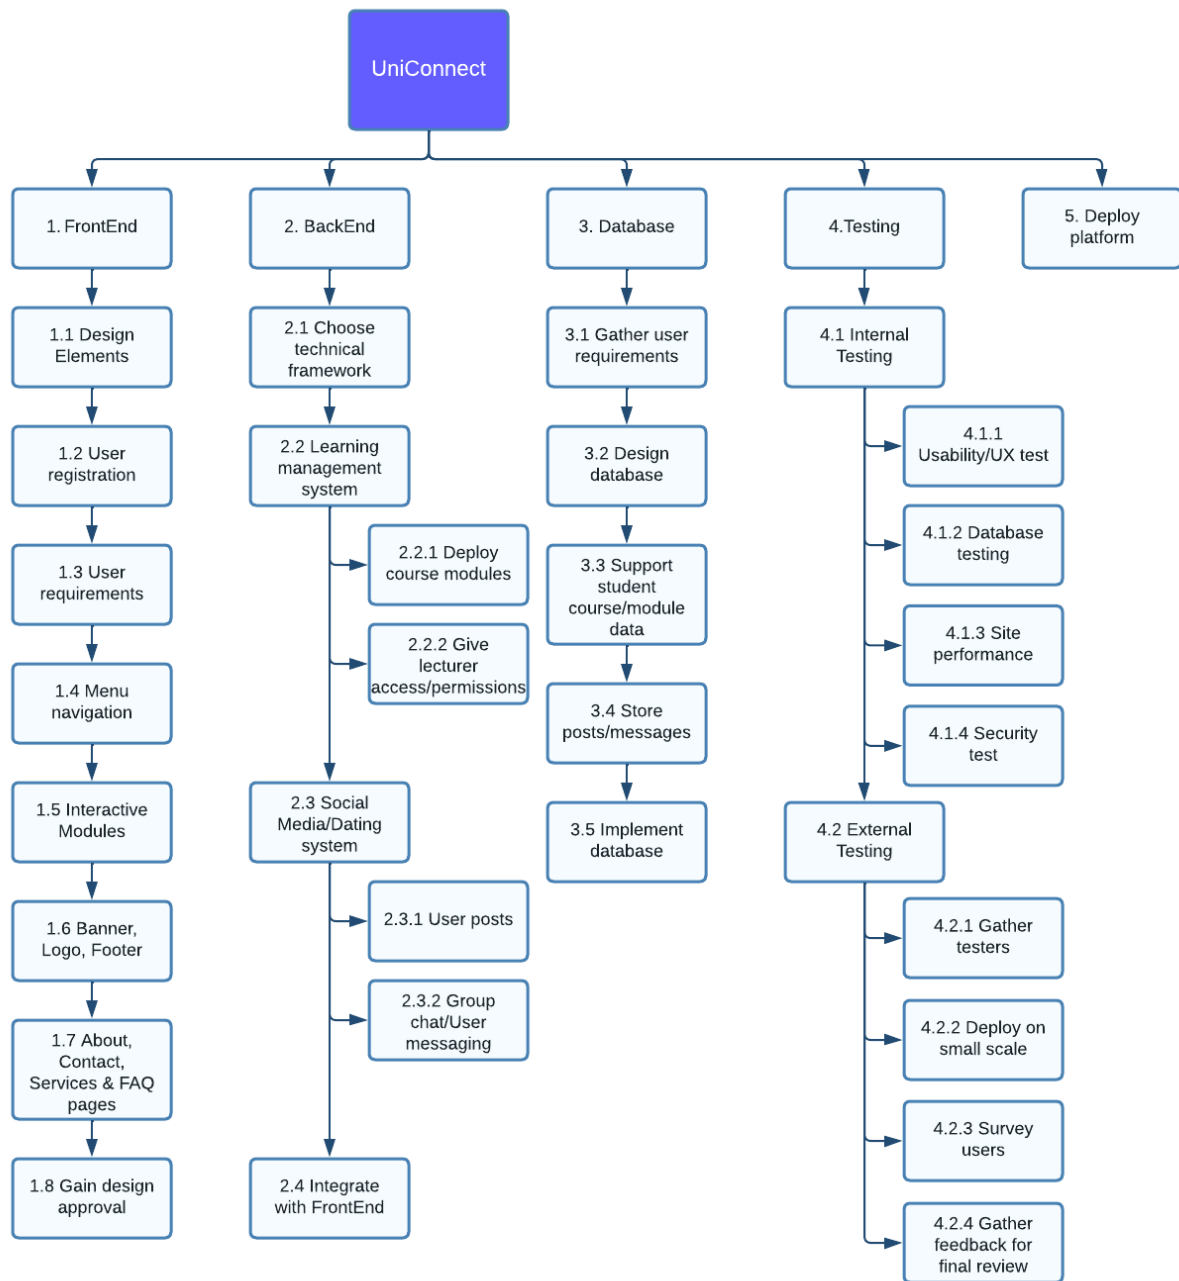 UniConnect
1. FrontEnd
2. BackEnd
3. Database
4.Testing
5. Deploy
platform
1.1 Design
Elements
1.2 User
registration
1.3 User
requirements
1.4 Menu
navigation
1.5 Interactive
Modules
1.6 Banner,
Logo, Footer
1.7 About,
Contact,
Services & FAQ
pages
1.8 Gain design
approval
2.1 Choose
technical
framework
2.2 Learning
management
system
2.2.1 Deploy
course modules
2.2.2 Give
lecturer
access/permissions
2.3 Social
Media/Dating
system
2.3.1 User posts
2.3.2 Group
chat/User
messaging
2.4 Integrate
with FrontEnd
3.1 Gather user
requirements
3.2 Design
database
3.3 Support
student
course/module
data
3.4 Store
posts/messages
3.5 Implement
database
4.1 Internal
Testing
4.1.1
Usability/UX test
4.1.2 Database
testing
4.1.3 Site
performance
4.1.4 Security
test
4.2 External
Testing
4.2.1 Gather
testers
4.2.2 Deploy on
small scale
4.2.3 Survey
users
4.2.4 Gather
feedback for
final review